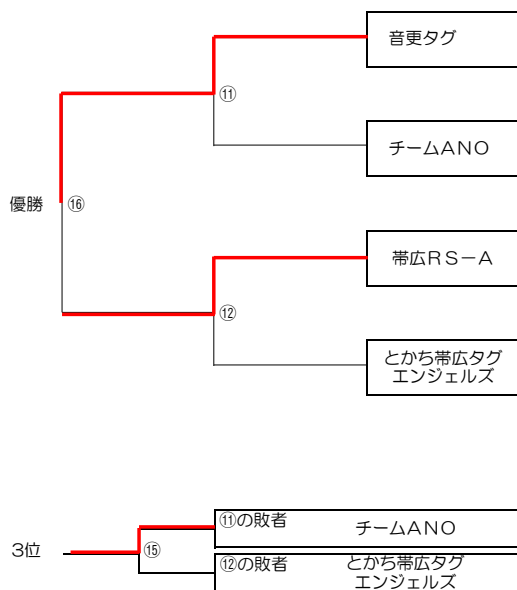 音更タグ
⑪
チームANO
優勝
⑯
帯広RS－A
⑫
とかち帯広タグ
エンジェルズ
⑪の敗者
チームANO
3位
⑮
⑫の敗者
とかち帯広タグ
エンジェルズ